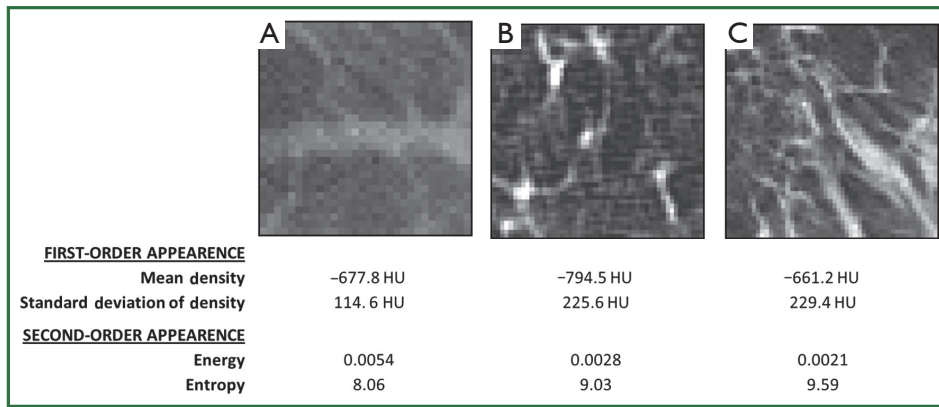 A B C
FIRST-ORDER APPEARENCE
Mean density −677.8 HU −794.5 HU −661.2 HU
Standard deviation of density 114.6 HU 225.6 HU 229.4 HU
SECOND-ORDER APPEARENCE
Energy 0.0054 0.0028 0.0021
Entropy 8.06 9.03 9.59